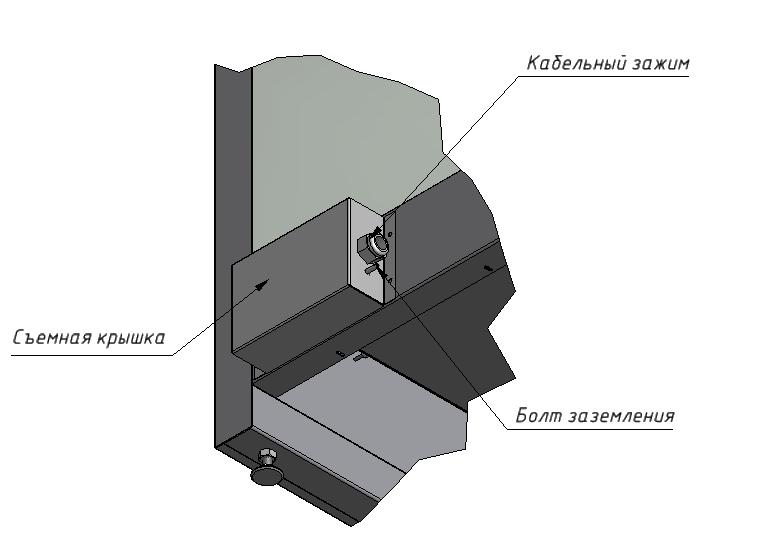 Кабельный зажим
Съемная крышка
Болт заземления